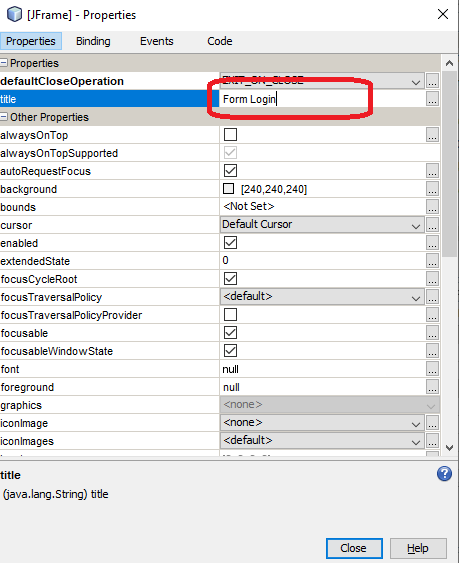 [JFrame] - Properties
Properties Binding Events Code
Properties
defaultCloseOperation EXIT_ON_CLOSE ...
title Form Login ...
Other Properties
alwaysOnTop ...
alwaysOnTopSupported
autoRequestFocus ...
background [240,240,240] ...
bounds <Not Set> ...
cursor Default Cursor ...
enabled ...
extendedState 0 ...
focusCycleRoot ...
focusTraversalPolicy <default> ...
focusTraversalPolicyProvider ...
focusable ...
focusableWindowState ...
font null ...
foreground null ...
graphics <none> ...
iconImage <none> ...
iconImages <default> ...
title
(java.lang.String) title
Close Help